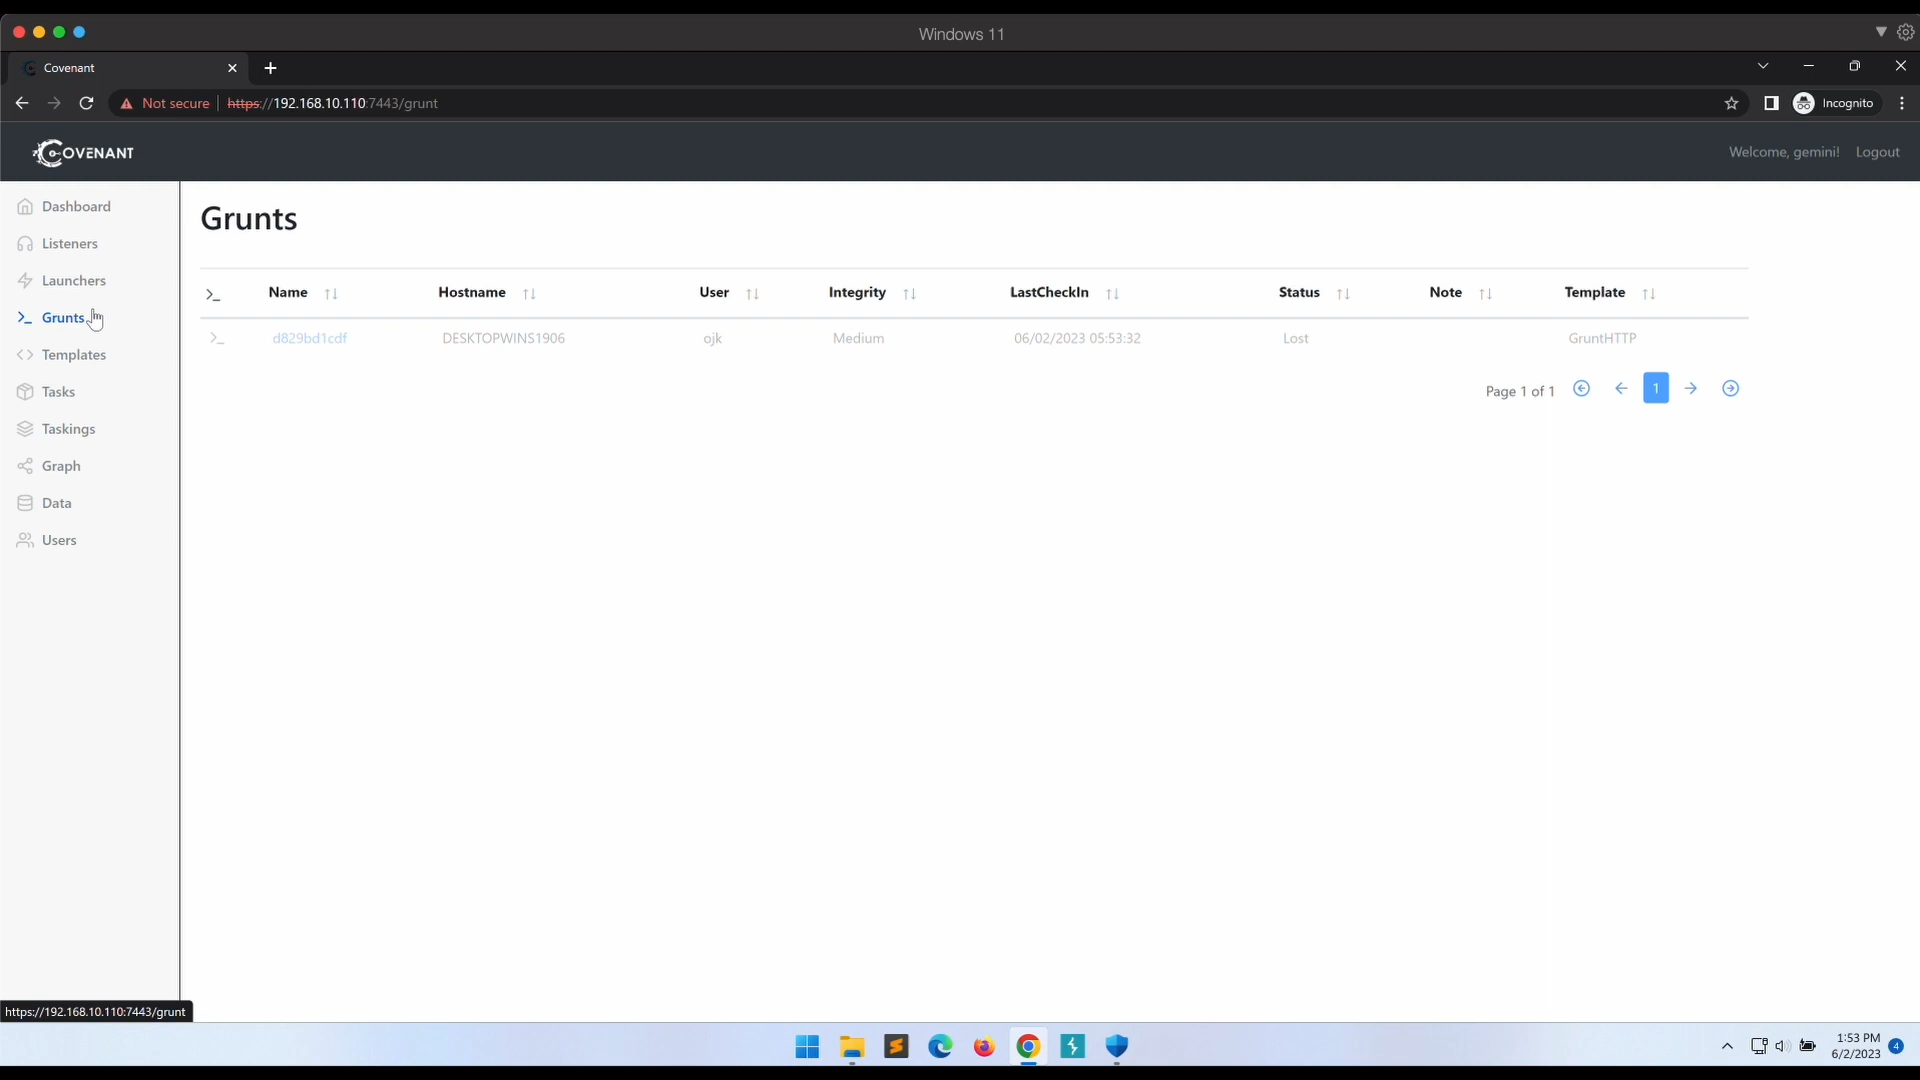 Windows 11
Covenant
Not secure https://192.168.10.110:7443/grunt Incognito
COVENANT Welcome, gemini! Logout
Dashboard
Listeners
Launchers
Grunts
Templates
Tasks
Taskings
Graph
Data
Users
Grunts
>_ Name ↑↓ Hostname ↑↓ User ↑↓ Integrity ↑↓ LastCheckIn ↑↓ Status ↑↓ Note ↑↓ Template ↑↓
>_ d829bd1cdf DESKTOPWINS1906 ojk Medium 06/02/2023 05:53:32 Lost GruntHTTP
Page 1 of 1 1
https://192.168.10.110:7443/grunt
1:53 PM
6/2/2023 4